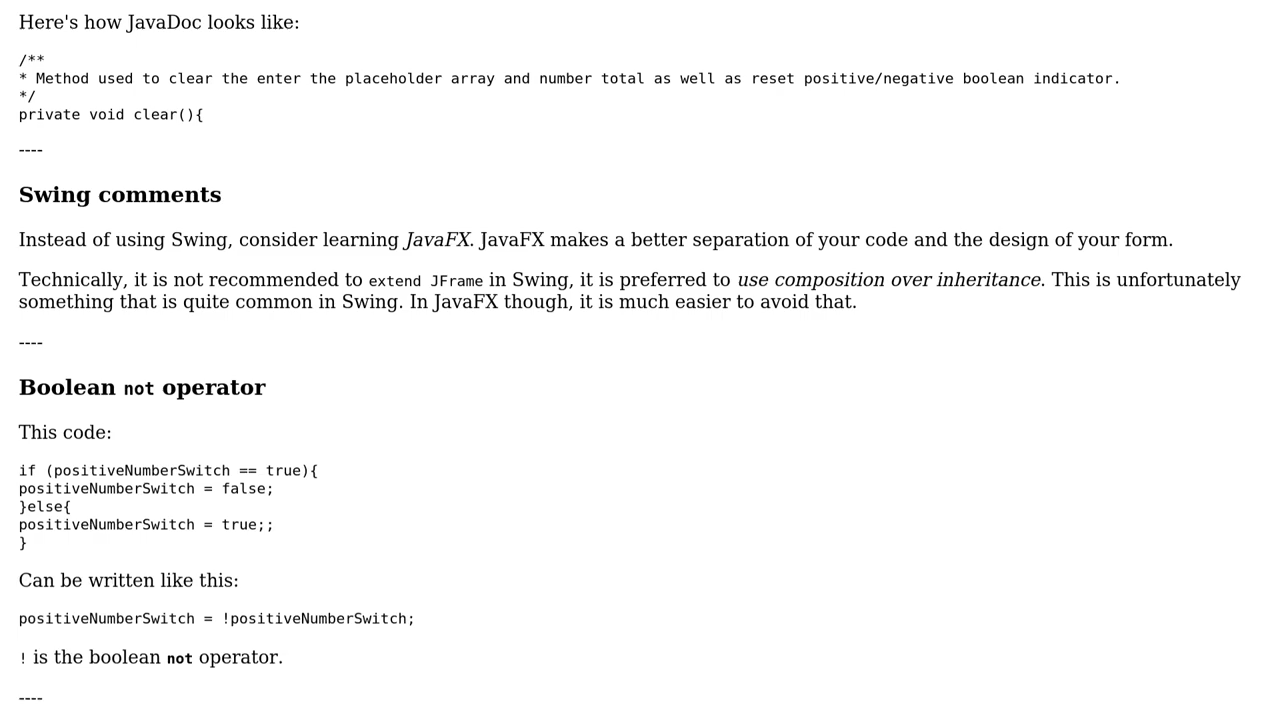 Here's how JavaDoc looks like:
/**
* Method used to clear the enter the placeholder array and number total as well as reset positive/negative boolean indicator.
*/
private void clear(){
----
Swing comments
Instead of using Swing, consider learning JavaFX. JavaFX makes a better separation of your code and the design of your form.
Technically, it is not recommended to extend JFrame in Swing, it is preferred to use composition over inheritance. This is unfortunately
something that is quite common in Swing. In JavaFX though, it is much easier to avoid that.
----
Boolean not operator
This code:
if (positiveNumberSwitch == true){
positiveNumberSwitch = false;
}else{
positiveNumberSwitch = true;;
}
Can be written like this:
positiveNumberSwitch = !positiveNumberSwitch;
! is the boolean not operator.
----